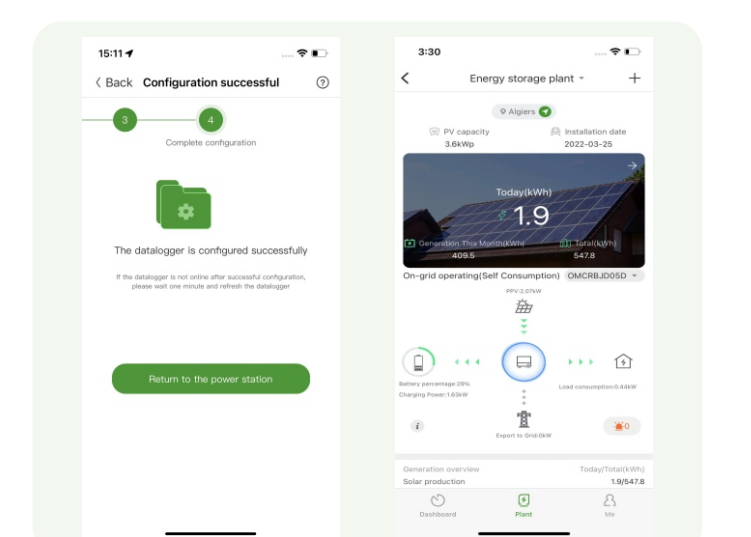 15:11
Back Configuration successful
3
4
Complete configuration
The datalogger is configured successfully
If the datalogger is not online after successful configuration,
please wait one minute and refresh the datalogger
Return to the power station
3:30
Energy storage plant
Algiers
PV capacity
3.6kWp
Installation date
2022-03-25
Today(kWh)
1.9
Generation This Month(kWh)
409.5
Total(kWh)
547.8
On-grid operating(Self Consumption) OMCRBJD05D
PPV:2.07kW
Battery percentage:29%
Charging Power:1.63kW
Load consumption:0.44kW
Export to Grid:0kW
i
0
Generation overview Today/Total(kWh)
Solar production 1.9/547.8
Dashboard Plant Me